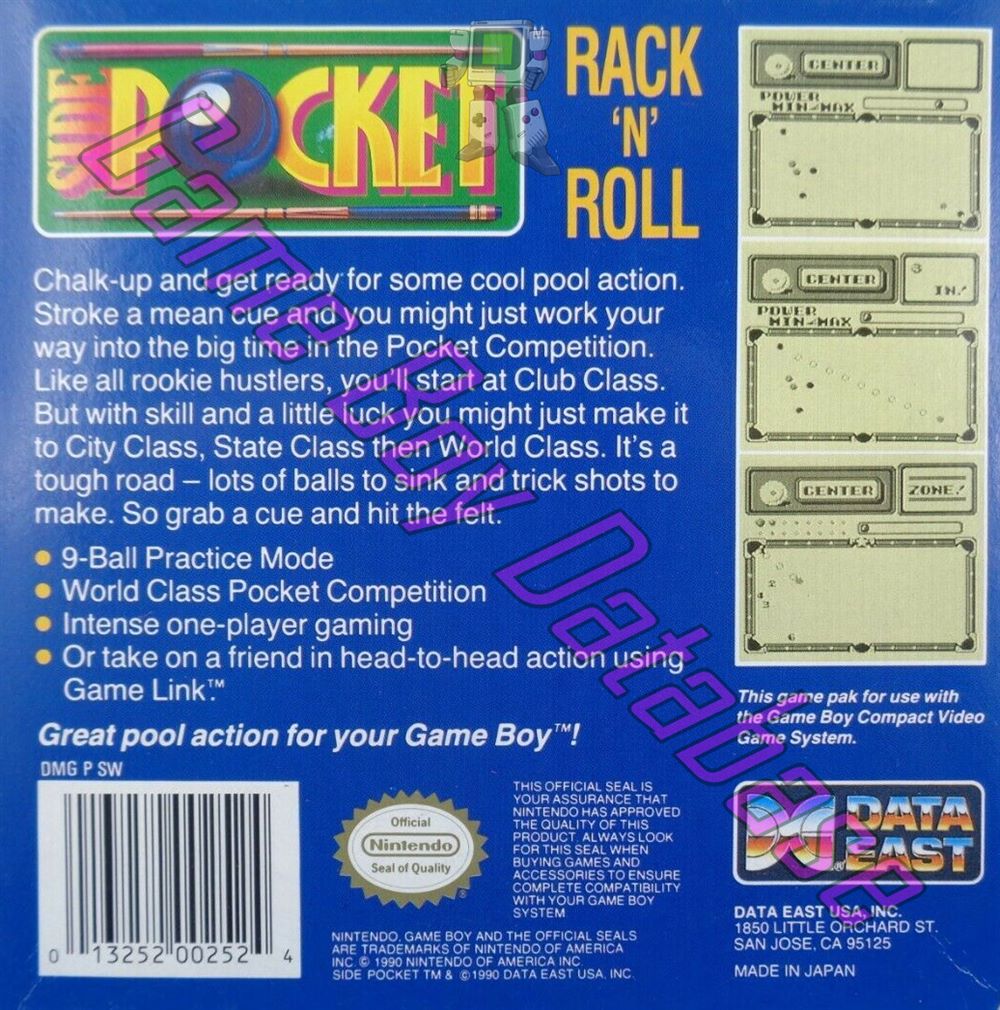 SIDE POCKET
RACK
'N'
ROLL
Chalk-up and get ready for some cool pool action.
Stroke a mean cue and you might just work your
way into the big time in the Pocket Competition.
Like all rookie hustlers, you'll start at Club Class.
But with skill and a little luck you might just make it
to City Class, State Class then World Class. It's a
tough road – lots of balls to sink and trick shots to
make. So grab a cue and hit the felt.
• 9-Ball Practice Mode
• World Class Pocket Competition
• Intense one-player gaming
• Or take on a friend in head-to-head action using
Game Link™
Great pool action for your Game Boy™!
CENTER
POWER
MIN-MAX
CENTER
3
IN!
POWER
MIN-MAX
CENTER
ZONE!
1
2
4
3
6
This game pak for use with
the Game Boy Compact Video
Game System.
DMG P SW
0 13252 00252 4
Official
Nintendo
Seal of Quality
THIS OFFICIAL SEAL IS
YOUR ASSURANCE THAT
NINTENDO HAS APPROVED
THE QUALITY OF THIS
PRODUCT. ALWAYS LOOK
FOR THIS SEAL WHEN
BUYING GAMES AND
ACCESSORIES TO ENSURE
COMPLETE COMPATIBILITY
WITH YOUR GAME BOY
SYSTEM
NINTENDO, GAME BOY AND THE OFFICIAL SEALS
ARE TRADEMARKS OF NINTENDO OF AMERICA
INC. © 1990 NINTENDO OF AMERICA INC.
SIDE POCKET TM & © 1990 DATA EAST USA, INC.
DATA
EAST
DATA EAST USA, INC.
1850 LITTLE ORCHARD ST.
SAN JOSE, CA 95125
MADE IN JAPAN
Game Boy Database